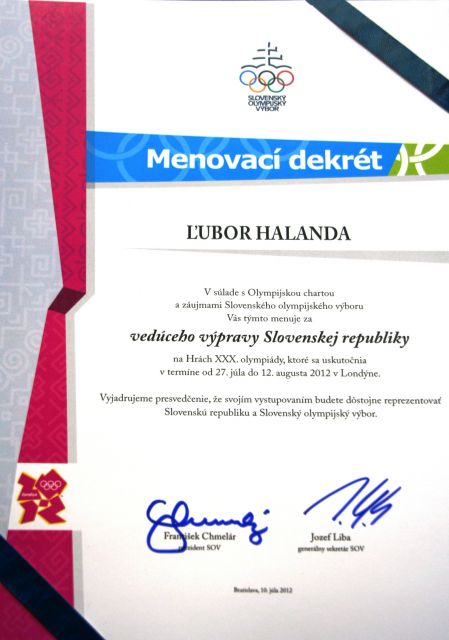 SLOVENSKÝ
OLYMPIJSKÝ
VÝBOR
Menovací dekrét
ĽUBOR HALANDA
V súlade s Olympijskou chartou
a záujmami Slovenského olympijského výboru
Vás týmto menuje za
vedúceho výpravy Slovenskej republiky
na Hrách XXX. olympiády, ktoré sa uskutočnia
v termíne od 27. júla do 12. augusta 2012 v Londýne.
Vyjadrujeme presvedčenie, že svojím vystupovaním budete dôstojne reprezentovať
Slovenskú republiku a Slovenský olympijský výbor.
london
František Chmelár
prezident SOV
Jozef Liba
generálny sekretár SOV
Bratislava, 10. júla 2012